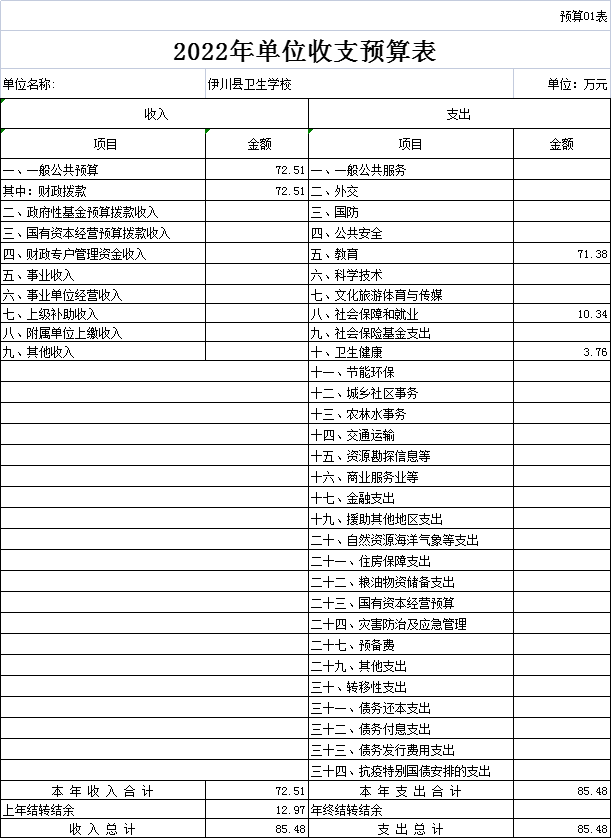 预算01表
2022年单位收支预算表
单位名称: 伊川县卫生学校 单位：万元
收入 支出
项目 金额 项目 金额
一、一般公共预算 72.51 一、一般公共服务
其中：财政拨款 72.51 二、外交
二、政府性基金预算拨款收入 三、国防
三、国有资本经营预算拨款收入 四、公共安全
四、财政专户管理资金收入 五、教育 71.38
五、事业收入 六、科学技术
六、事业单位经营收入 七、文化旅游体育与传媒
七、上级补助收入 八、社会保障和就业 10.34
八、附属单位上缴收入 九、社会保险基金支出
九、其他收入 十、卫生健康 3.76
十一、节能环保
十二、城乡社区事务
十三、农林水事务
十四、交通运输
十五、资源勘探信息等
十六、商业服务业等
十七、金融支出
十九、援助其他地区支出
二十、自然资源海洋气象等支出
二十一、住房保障支出
二十二、粮油物资储备支出
二十三、国有资本经营预算
二十四、灾害防治及应急管理
二十七、预备费
二十九、其他支出
三十、转移性支出
三十一、债务还本支出
三十二、债务付息支出
三十三、债务发行费用支出
三十四、抗疫特别国债安排的支出
本年收入合计 72.51 本年支出合计 85.48
上年结转结余 12.97 年终结转结余
收入总计 85.48 支出总计 85.48